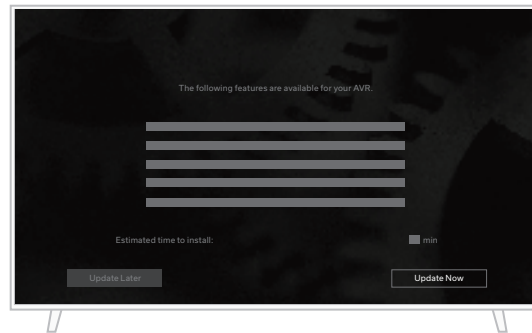 The following features are available for your AVR.
Estimated time to install: min
Update Later Update Now